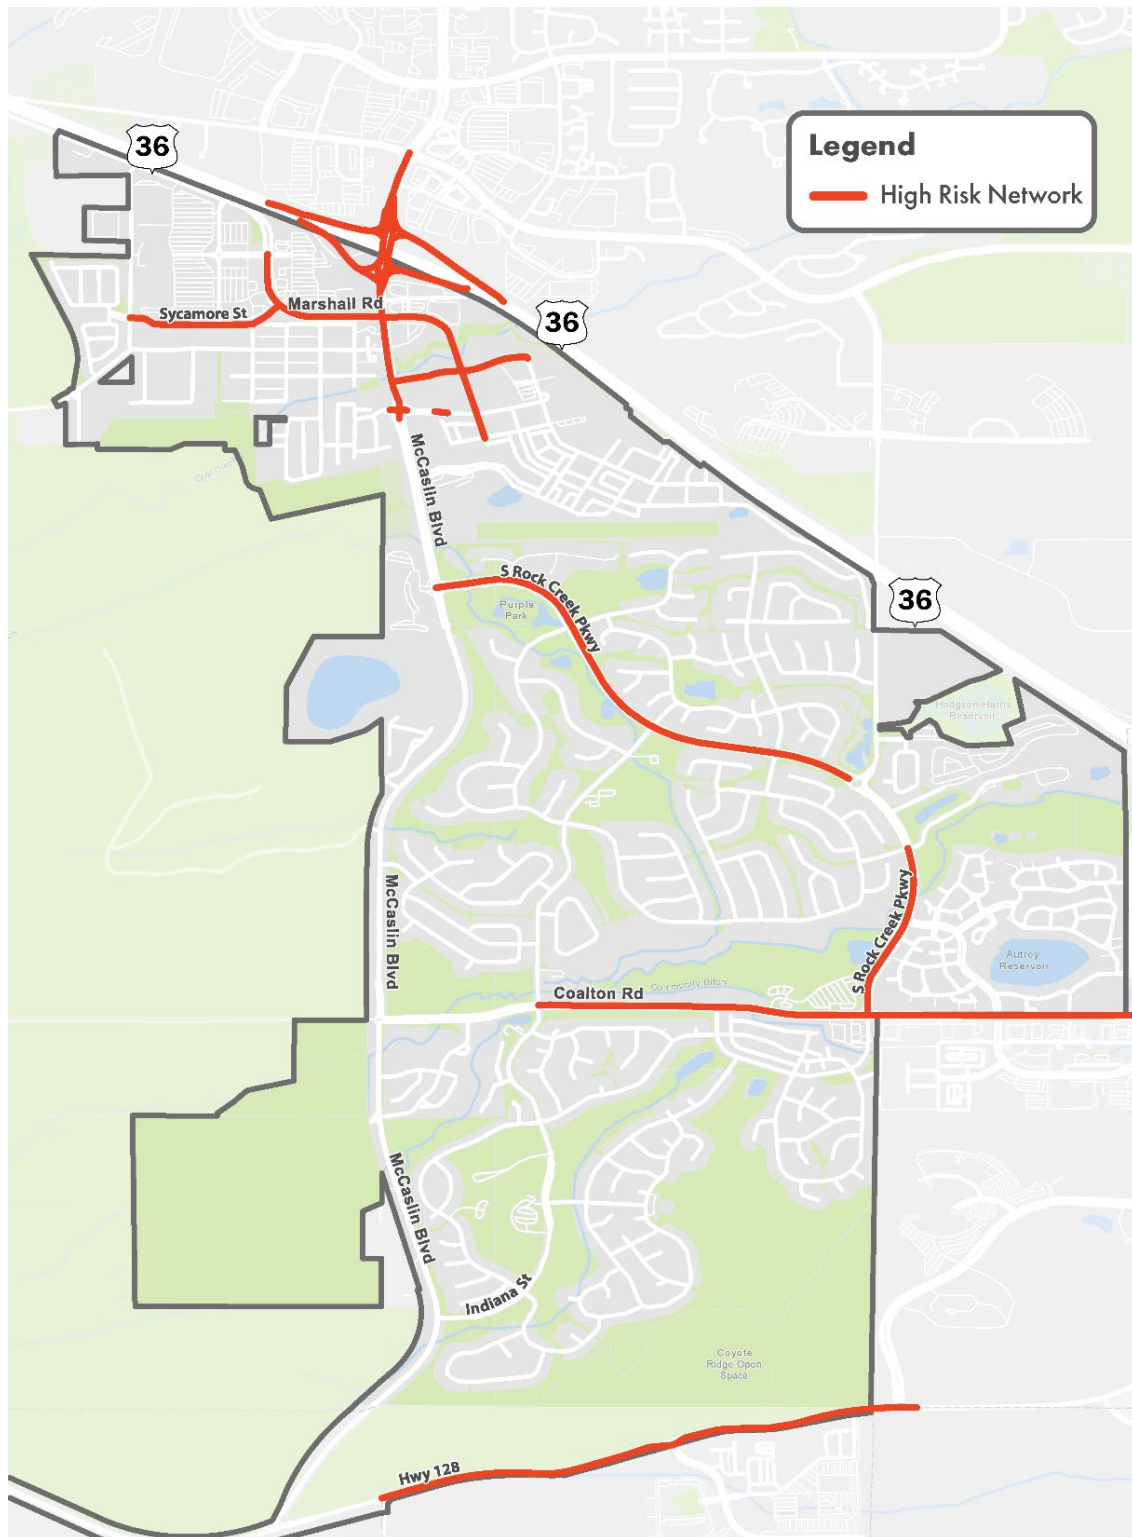 36
Legend
High Risk Network
Marshall Rd
Sycamore St
36
McCaslin Blvd
S Rock Creek Pkwy
Purple
Park
36
Hodgson-Harris
Reservoir
McCaslin Blvd
S Rock Creek Pkwy
Autrey
Reservoir
Community Ditch
Coalton Rd
McCaslin Blvd
Indiana St
Coyote
Ridge Open
Space
Hwy 128